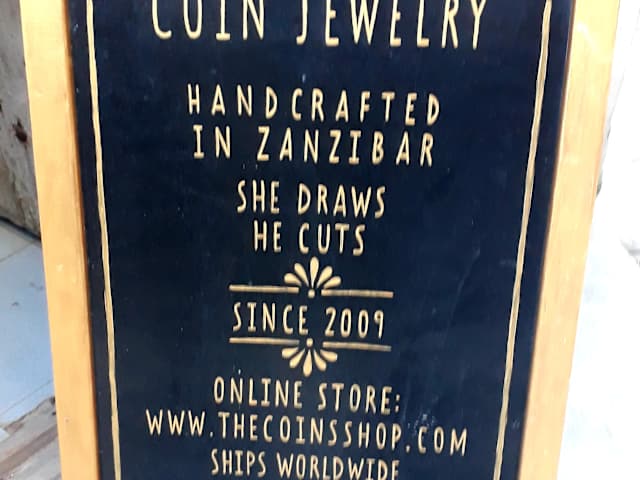 COIN JEWELRY
HANDCRAFTED
IN ZANZIBAR
SHE DRAWS
HE CUTS
SINCE 2009
ONLINE STORE:
WWW.THECOINSSHOP.COM
SHIPS WORLDWIDE